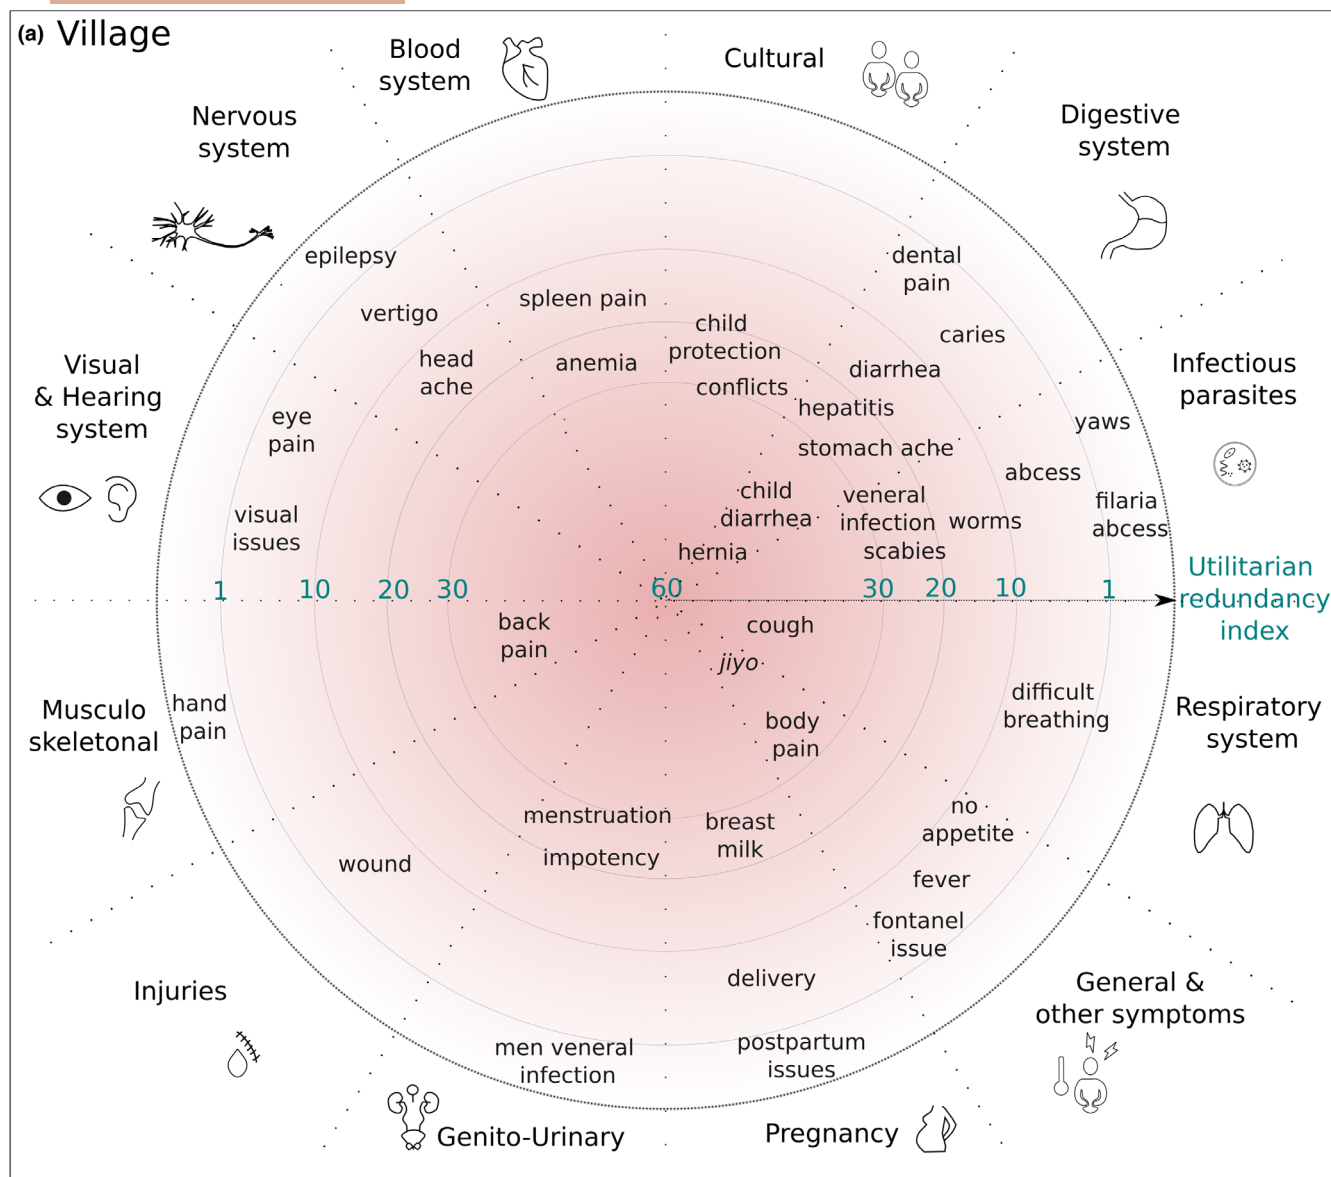 (a) Village
Blood
system
Cultural
Nervous
system
Digestive
system
Visual
& Hearing
system
Infectious
parasites
epilepsy
vertigo
head
ache
spleen pain
anemia
child
protection
conflicts
dental
pain
caries
diarrhea
hepatitis
stomach ache
yaws
abcess
filaria
abcess
eye
pain
visual
issues
child
diarrhea
hernia
veneral
infection
worms
scabies
1 10 20 30 60 30 20 10 1
Utilitarian
redundancy
index
back
pain
cough
jiyo
hand
pain
body
pain
difficult
breathing
Musculo
skeletonal
Respiratory
system
menstruation
impotency
breast
milk
no
appetite
wound
fever
fontanel
issue
delivery
men veneral
infection
postpartum
issues
Injuries
General &
other symptoms
Genito-Urinary
Pregnancy